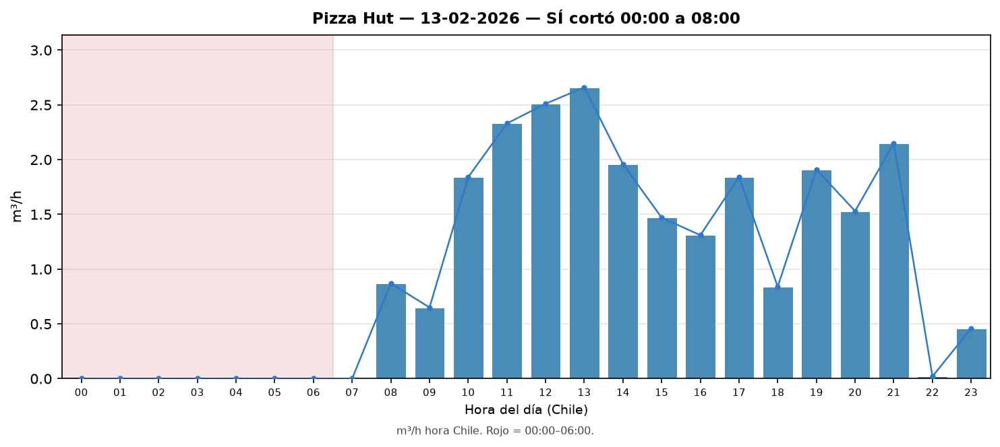 Pizza Hut — 13-02-2026 — SÍ cortó 00:00 a 08:00
3.0
2.5
2.0
1.5
1.0
0.5
0.0
m³/h
00 01 02 03 04 05 06 07 08 09 10 11 12 13 14 15 16 17 18 19 20 21 22 23
Hora del día (Chile)
m³/h hora Chile. Rojo = 00:00–06:00.